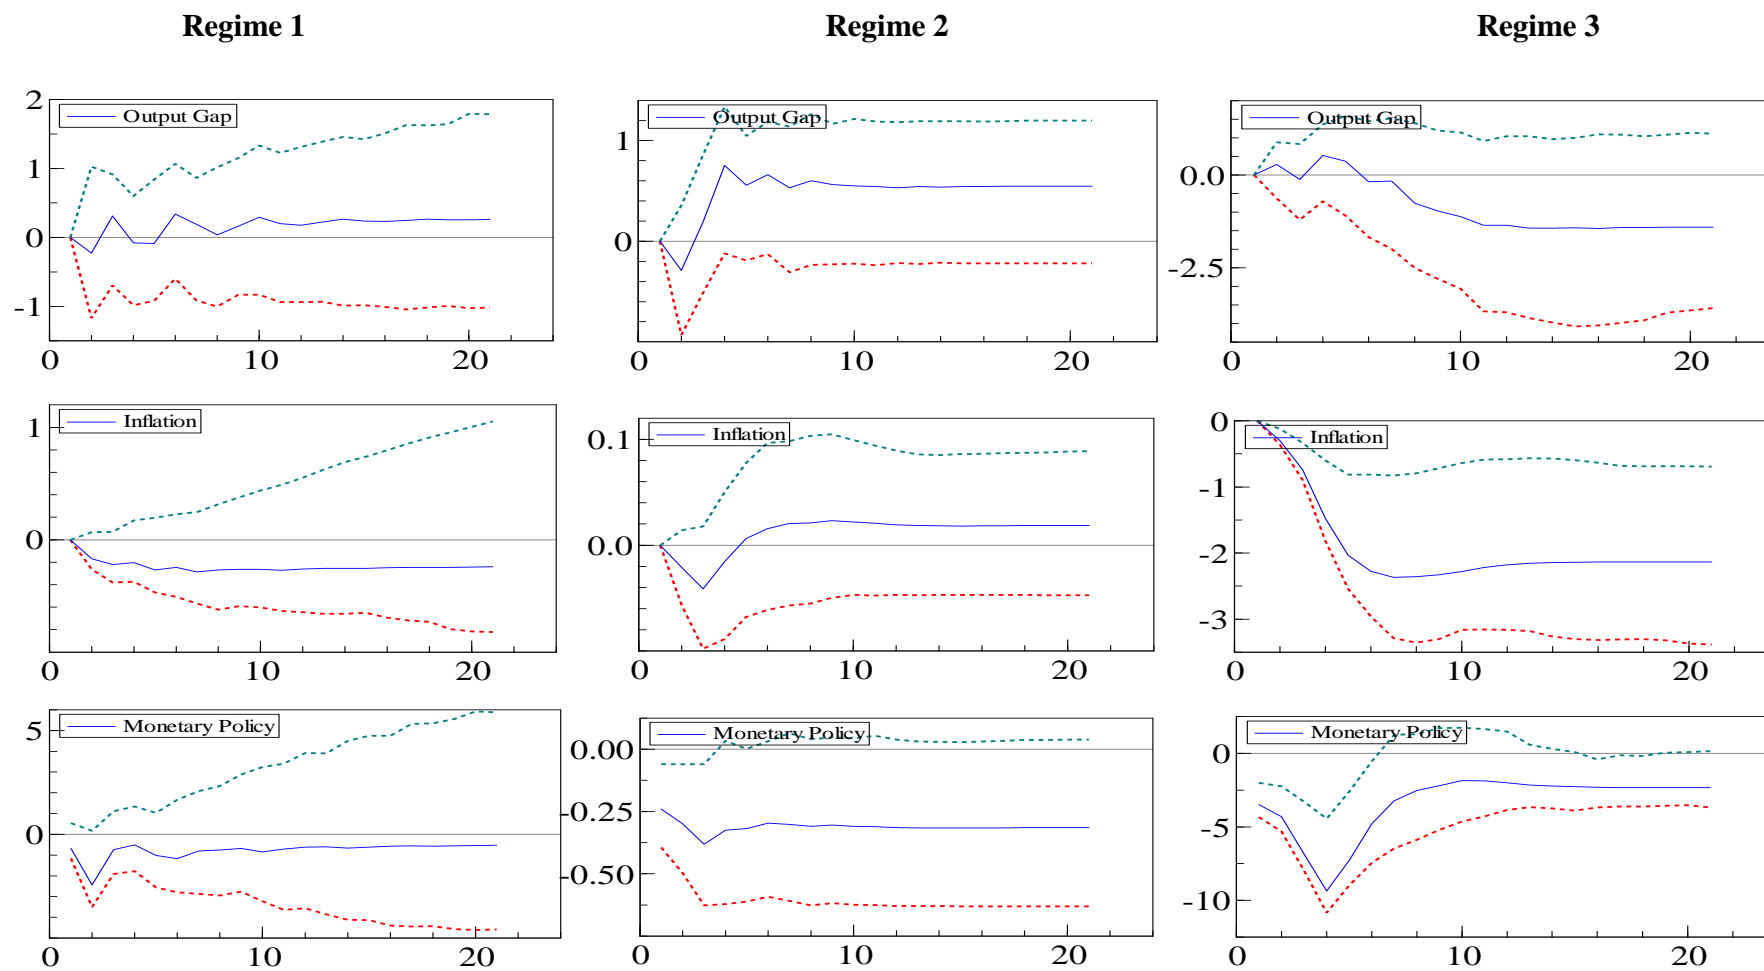 Regime 1 Regime 2 Regime 3
2 Output Gap Output Gap Output Gap
1 1
0.0
0 0
-2.5
-1
0 10 20 0 10 20 0 10 20
1 Inflation 0.1 Inflation 0 Inflation
-1
0 0.0
-2
-3
0 10 20 0 10 20 0 10 20
5 Monetary Policy 0.00 Monetary Policy Monetary Policy
0
-0.25
0
-5
-0.50
-10
0 10 20 0 10 20 0 10 20